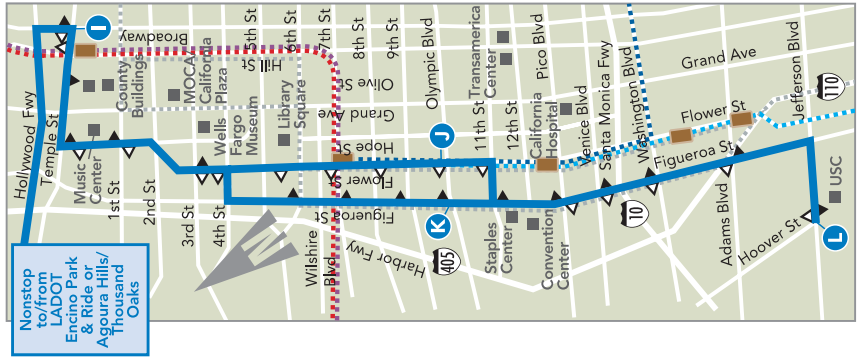 Hollywood Fwy
Temple St
Broadway
I
Music
Center
County
Buildings
MOCA/
California
Plaza
Wells
Fargo
Museum
Library
Square
1st St
2nd St
3rd St
4th St
5th St
6th St
7th St
8th St
9th St
Hill St
Olive St
Grand Ave
Hope St
Flower St
Figueroa St
Wilshire
Blvd
Harbor Fwy
405
Olympic Blvd
J
K
11th St
12th St
Transamerica
Center
Pico Blvd
California
Hospital
Staples
Center
Convention
Center
Venice Blvd
Santa Monica Fwy
Washington Blvd
10
Grand Ave
Flower St
Figueroa St
Adams Blvd
Jefferson Blvd
110
Hoover St
USC
L
N
Nonstop
to/from
LADOT
Encino Park
& Ride or
Agoura Hills/
Thousand
Oaks